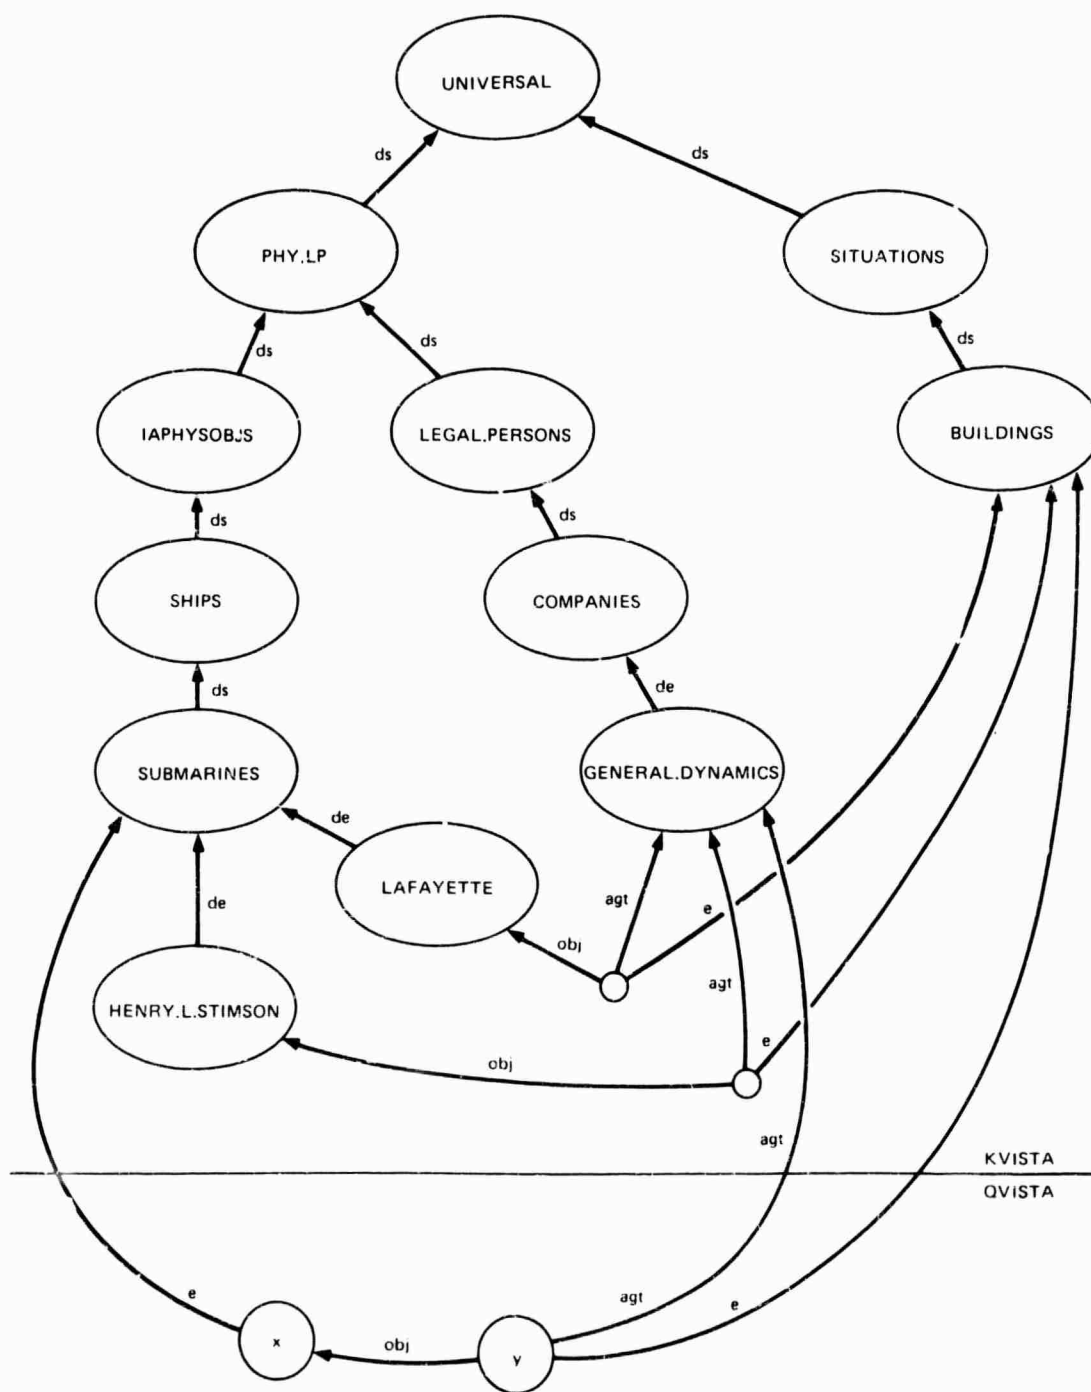 UNIVERSAL
ds
ds
PHY.LP
SITUATIONS
ds
ds
ds
IAPHYSOBJS
LEGAL.PERSONS
BUILDINGS
ds
ds
SHIPS
COMPANIES
ds
de
SUBMARINES
GENERAL.DYNAMICS
de
LAFAYETTE
de
agt
e
obj
agt
HENRY.L.STIMSON
e
obj
agt
KVISTA
QVISTA
e
agt
e
x
obj
y